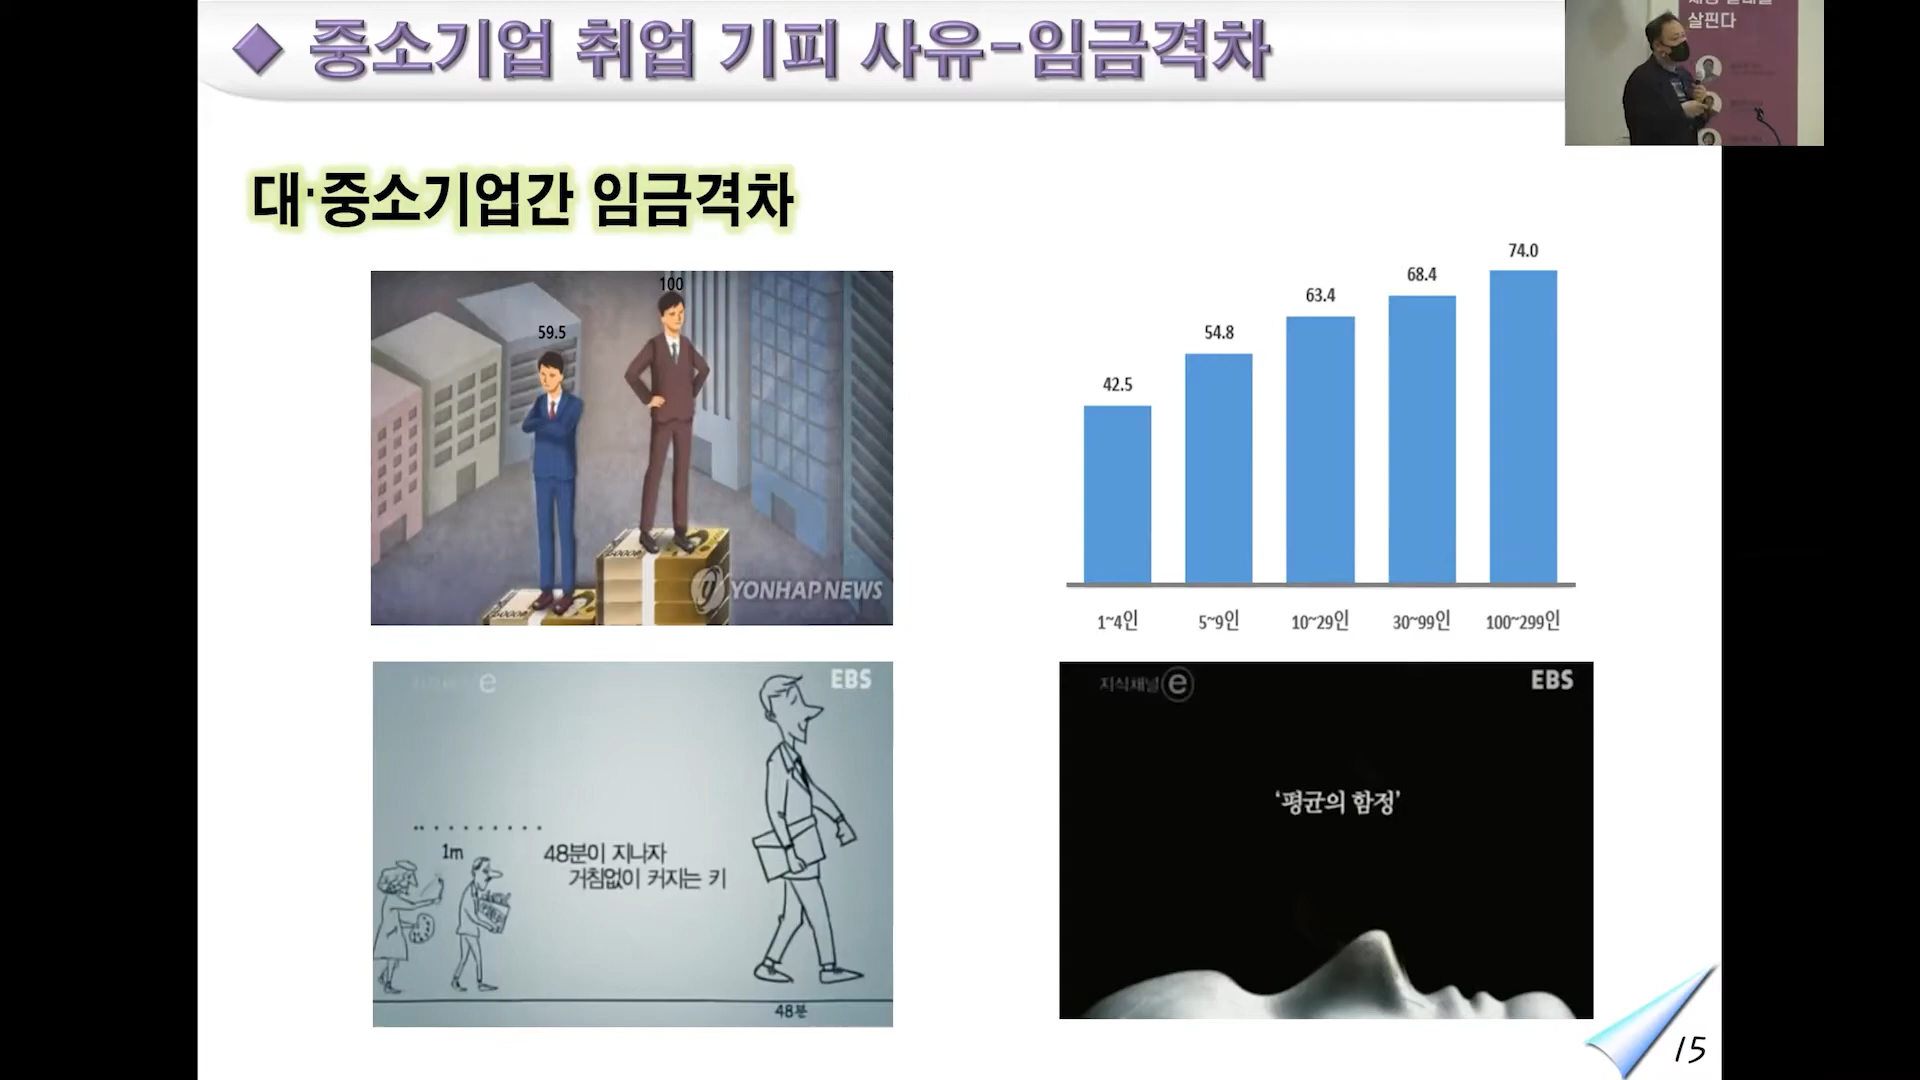 ◆ 중소기업 취업 기피 사유-임금격차
살핀다
대·중소기업간 임금격차
100
59.5
YONHAP NEWS
74.0
68.4
63.4
54.8
42.5
1~4인
5~9인
10~29인
30~99인
100~299인
e
EBS
1m
48분이 지나자
거침없이 커지는 키
48분
지식채널 e
EBS
‘평균의 함정’
15